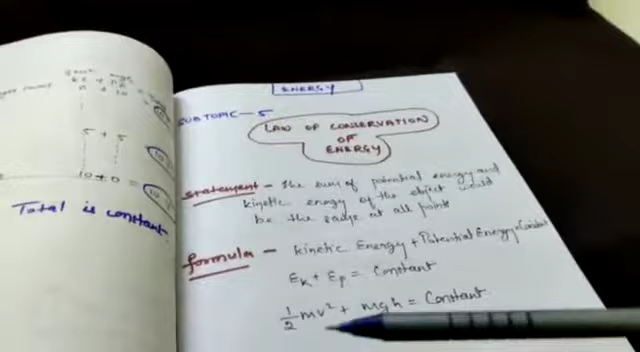 5 + 5
10 + 0 =
Total is constant.
ENERGY
SUBTOPIC - 5
LAW OF CONSERVATION
OF
ENERGY
statement - The sum of potential energy and
kinetic energy of the object would
be the same at all points
formula - kinetic Energy + Potential Energy = Constant
Ek + Ep = Constant
1/2 mv² + mgh = Constant